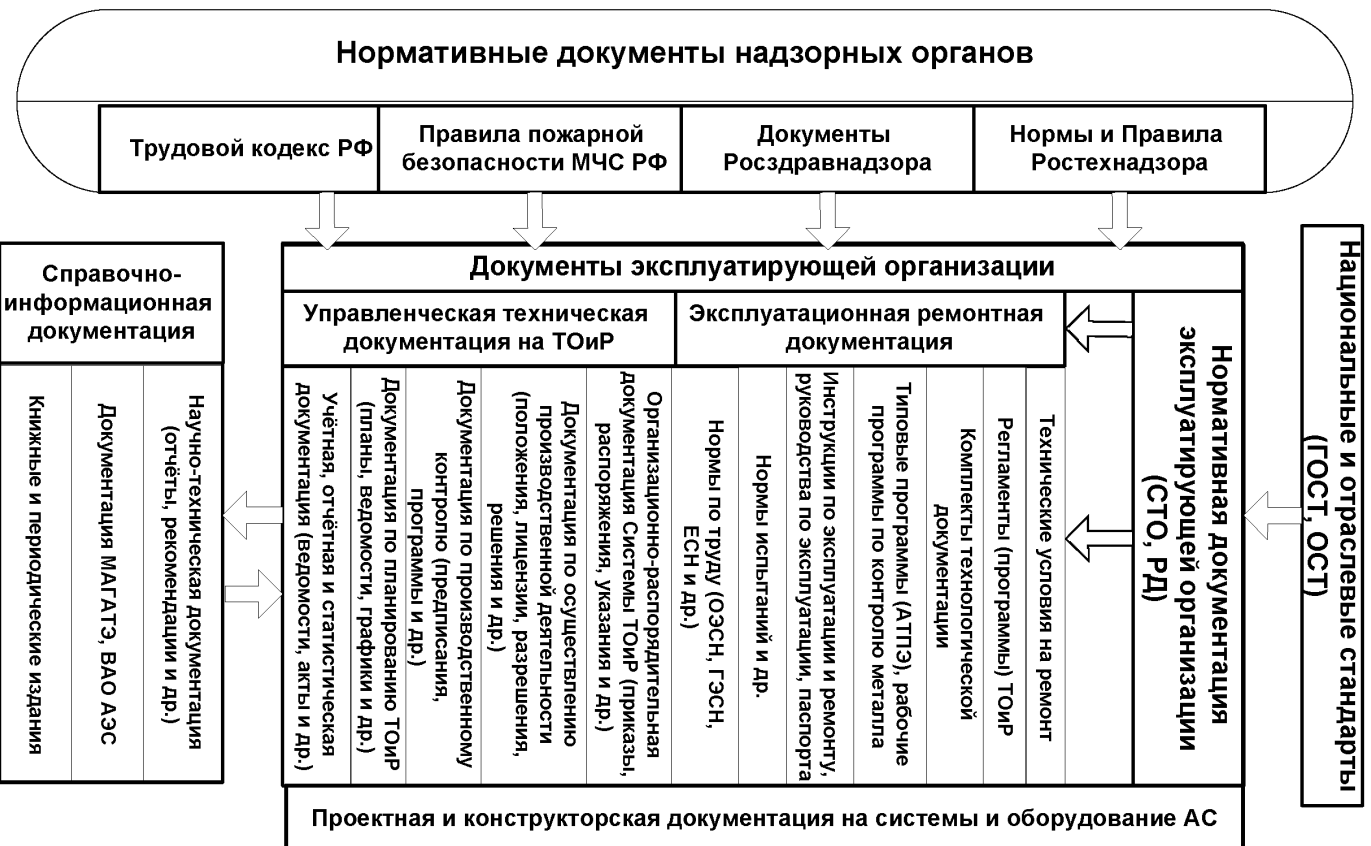 Нормативные документы надзорных органов
Трудовой кодекс РФ
Правила пожарной
безопасности МЧС РФ
Документы
Росздравнадзора
Нормы и Правила
Ростехнадзора
Справочно-
информационная
документация
Книжные и периодические издания
Документация МАГАТЭ, ВАО АЭС
Научно-техническая документация
(отчёты, рекомендации и др.)
Документы эксплуатирующей организации
Управленческая техническая
документация на ТОиР
Эксплуатационная ремонтная
документация
Учётная, отчётная и статистическая
документация (ведомости, акты и др.)
Документация по планированию ТОиР
(планы, ведомости, графики и др.)
Документация по производственному
контролю (предписания,
программы и др.)
Документация по осуществлению
производственной деятельности
(положения, лицензии, разрешения,
решения и др.)
Организационно-распорядительная
документация Системы ТОиР (приказы,
распоряжения, указания и др.)
Нормы по труду (ОЭСН, ГЭСН,
ЕСН и др.)
Нормы испытаний и др.
Инструкции по эксплуатации и ремонту,
руководства по эксплуатации, паспорта
Типовые программы (АТПЭ), рабочие
программы по контролю металла
Комплекты технологической
документации
Регламенты (программы) ТОиР
Технические условия на ремонт
Нормативная документация
эксплуатирующей организации
(СТО, РД)
Национальные и отраслевые стандарты
(ГОСТ, ОСТ)
Проектная и конструкторская документация на системы и оборудование АС